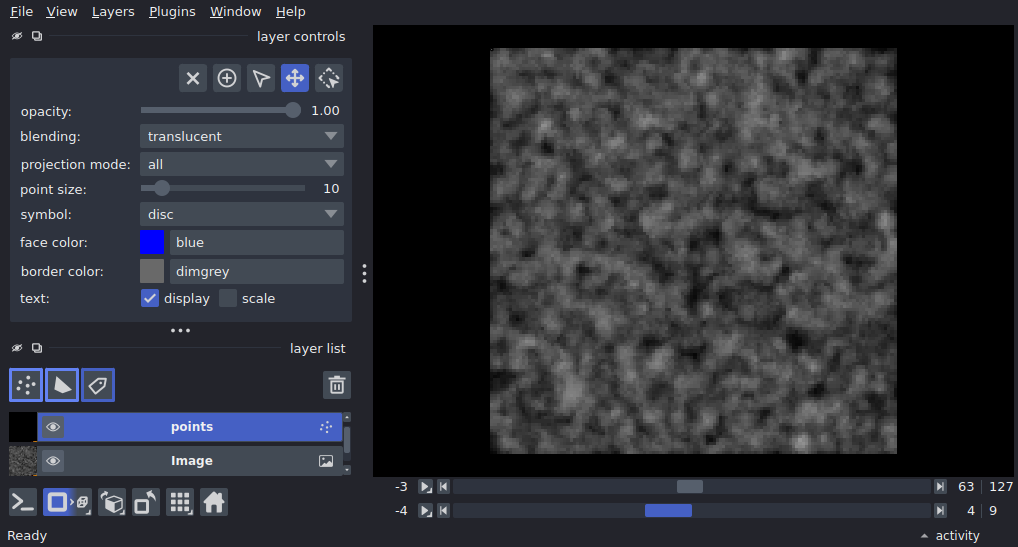 File View Layers Plugins Window Help
layer controls
opacity: 1.00
blending: translucent
projection mode: all
point size: 10
symbol: disc
face color: blue
border color: dimgrey
text: display scale
layer list
points
Image
-3 63 127
-4 4 9
Ready activity